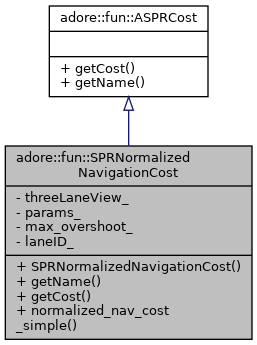 adore::fun::ASPRCost
+ getCost()
+ getName()
adore::fun::SPRNormalized
NavigationCost
- threeLaneView_
- params_
- max_overshoot_
- laneID_
+ SPRNormalizedNavigationCost()
+ getName()
+ getCost()
+ normalized_nav_cost
_simple()